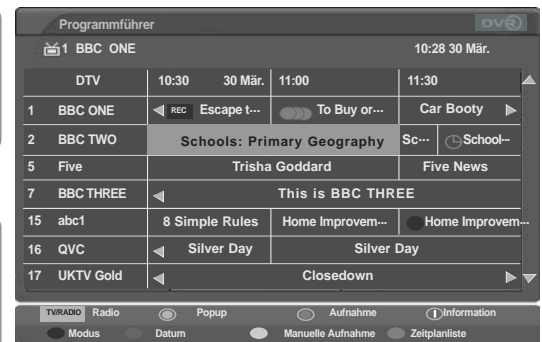 Programmführer DVR
1 BBC ONE 10:28 30 Mär.
DTV 10:30 30 Mär. 11:00 11:30
1 BBC ONE REC Escape t··· To Buy or··· Car Booty
2 BBC TWO Schools: Primary Geography Sc··· School···
5 Five Trisha Goddard Five News
7 BBC THREE This is BBC THREE
15 abc1 8 Simple Rules Home Improvem··· Home Improvem···
16 QVC Silver Day Silver Day
17 UKTV Gold Closedown
TV/RADIO Radio Popup Aufnahme Information
Modus Datum Manuelle Aufnahme Zeitplanliste